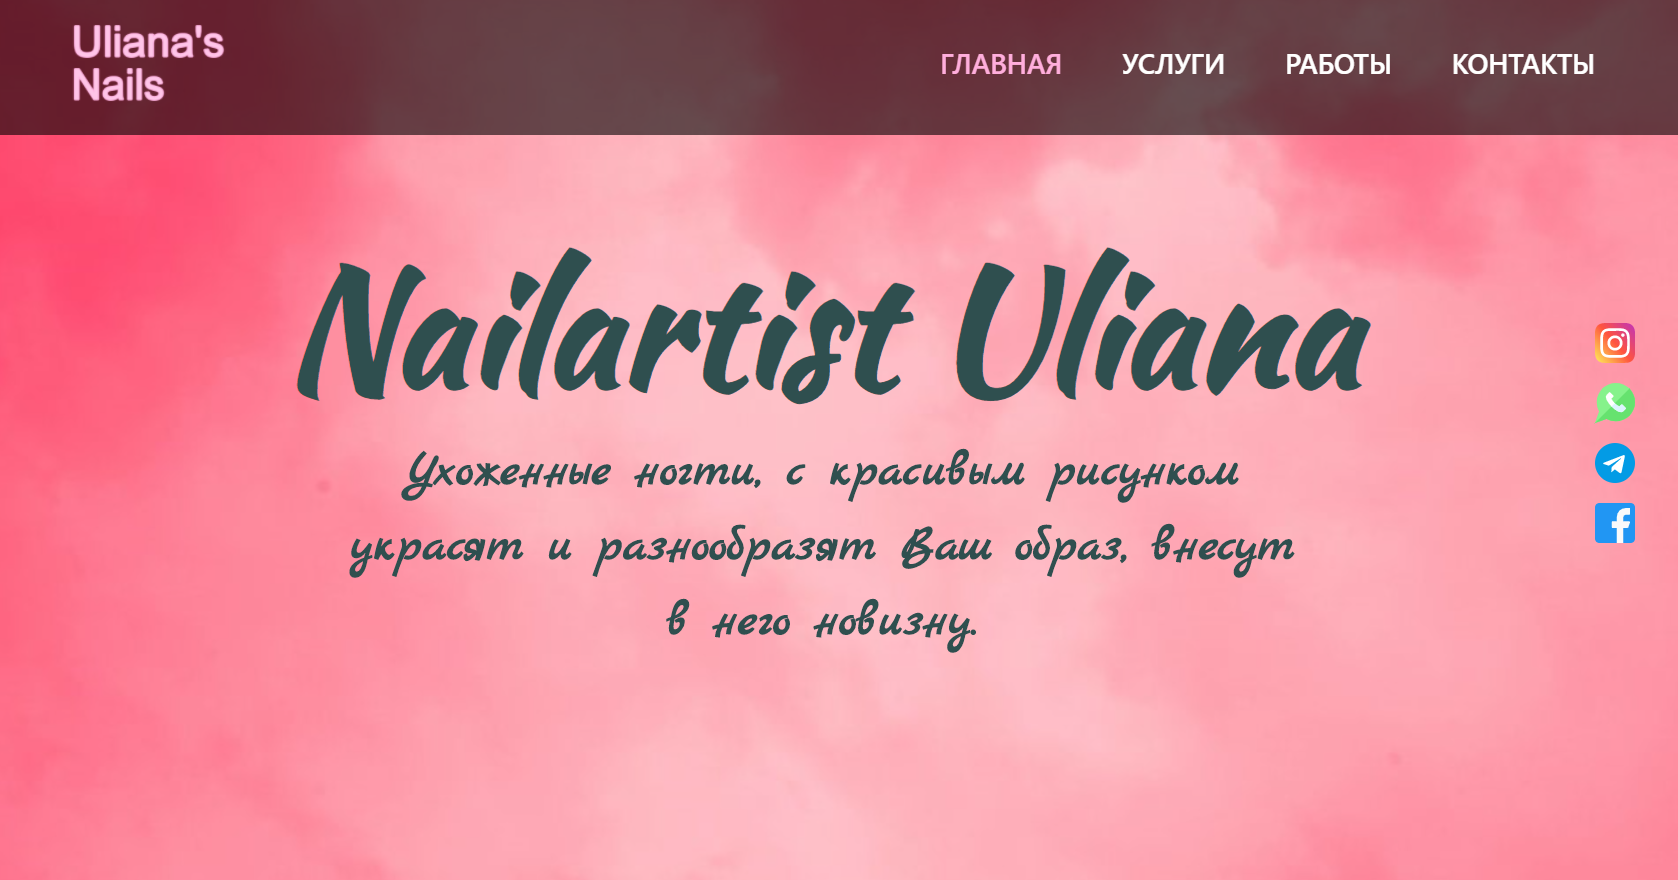 Uliana's
Nails
ГЛАВНАЯ УСЛУГИ РАБОТЫ КОНТАКТЫ
Nailartist Uliana
Ухоженные ногти, с красивым рисунком
украсят и разнообразят Ваш образ, внесут
в него новизну.